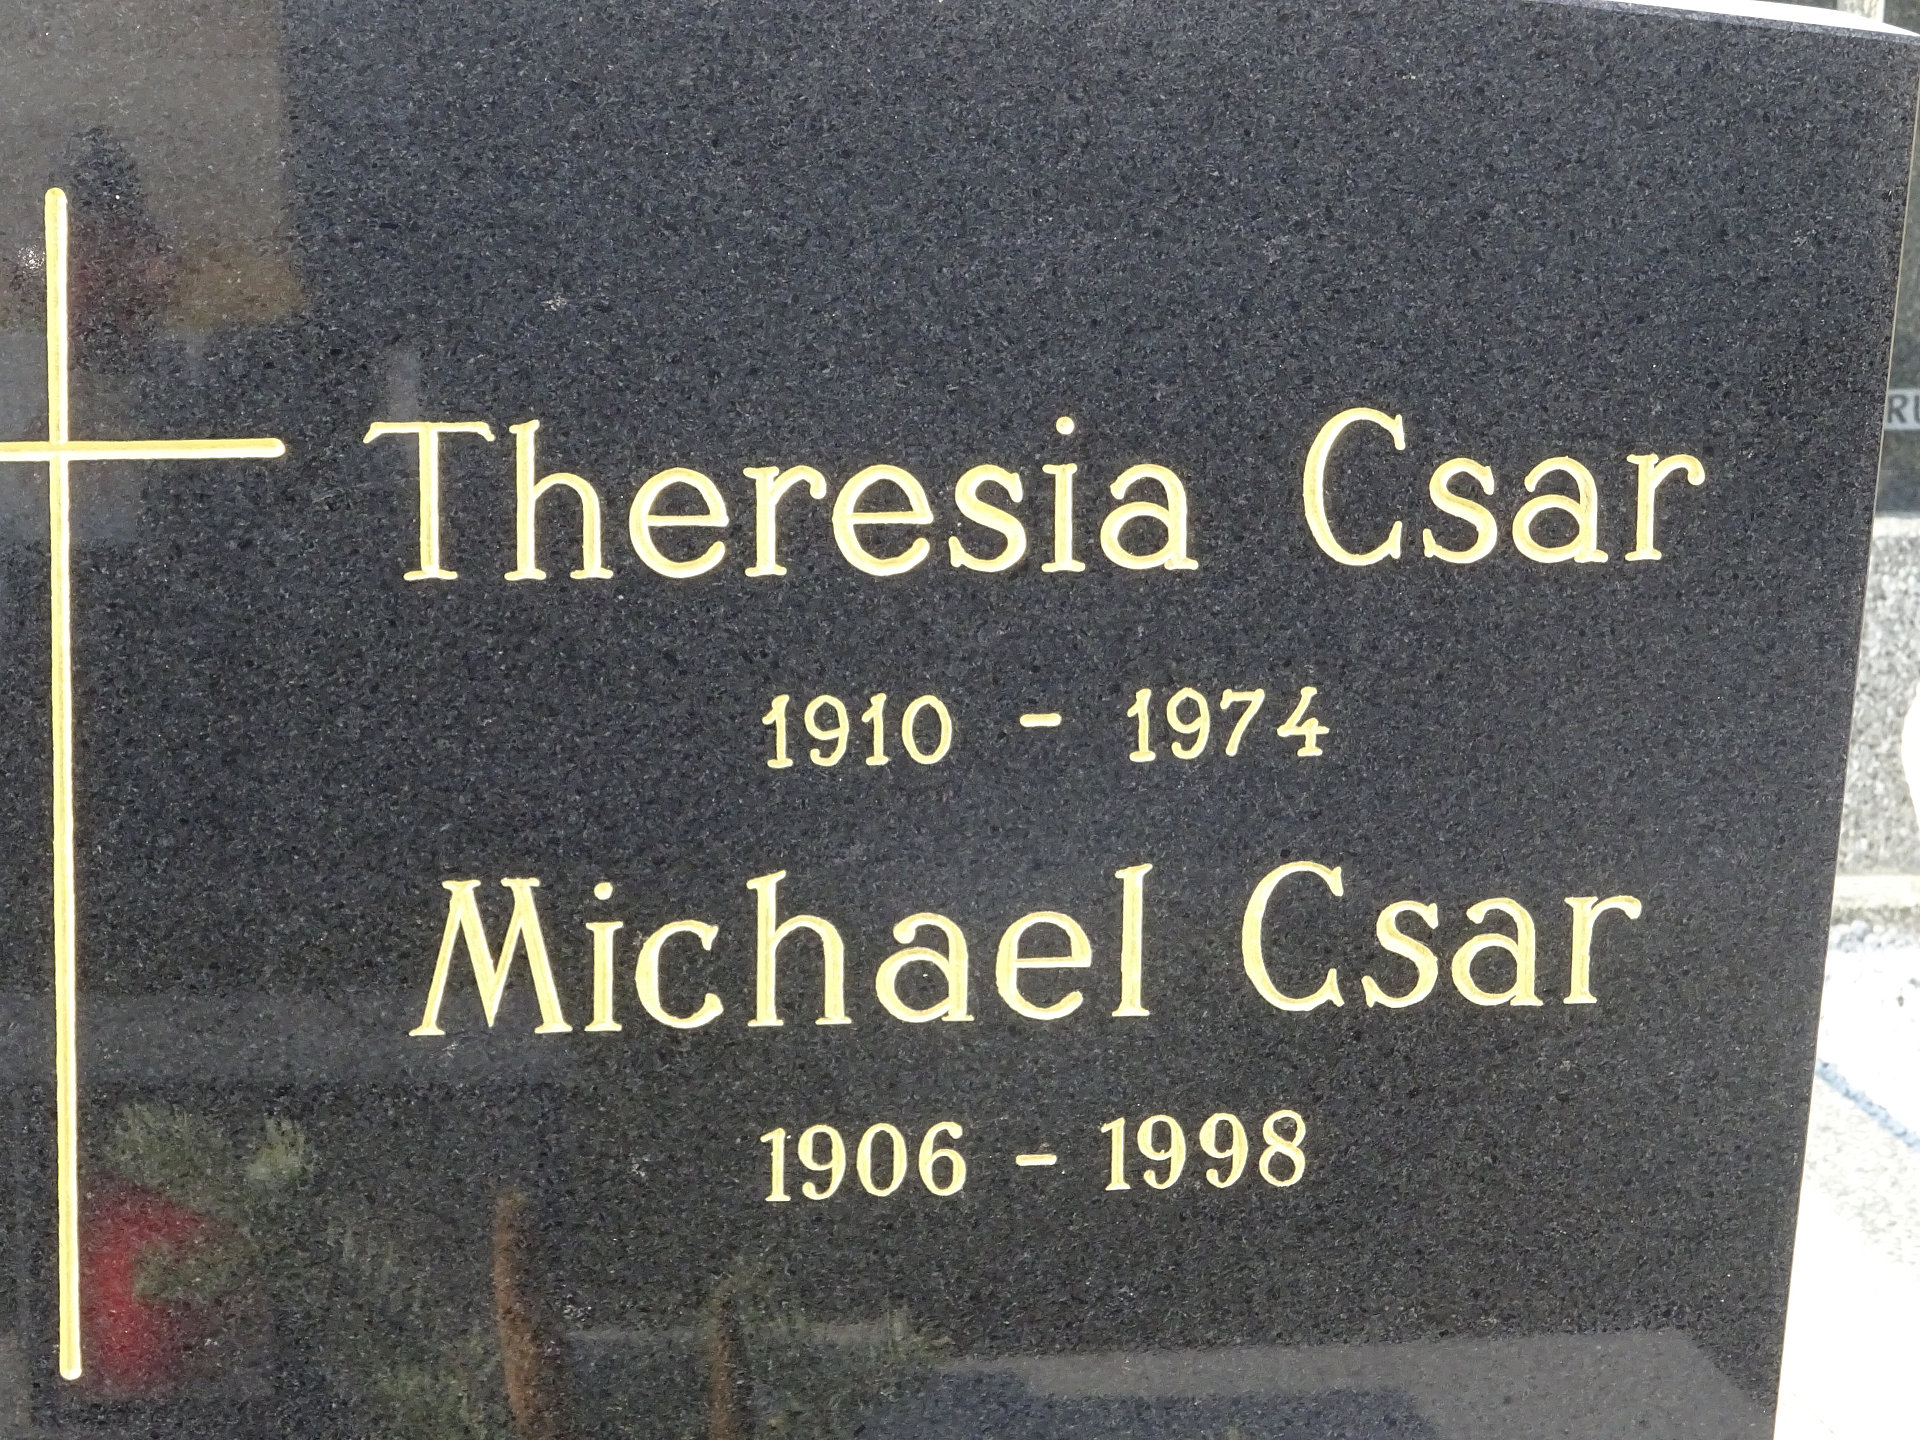 Theresia Csar
1910 - 1974
Michael Csar
1906 - 1998